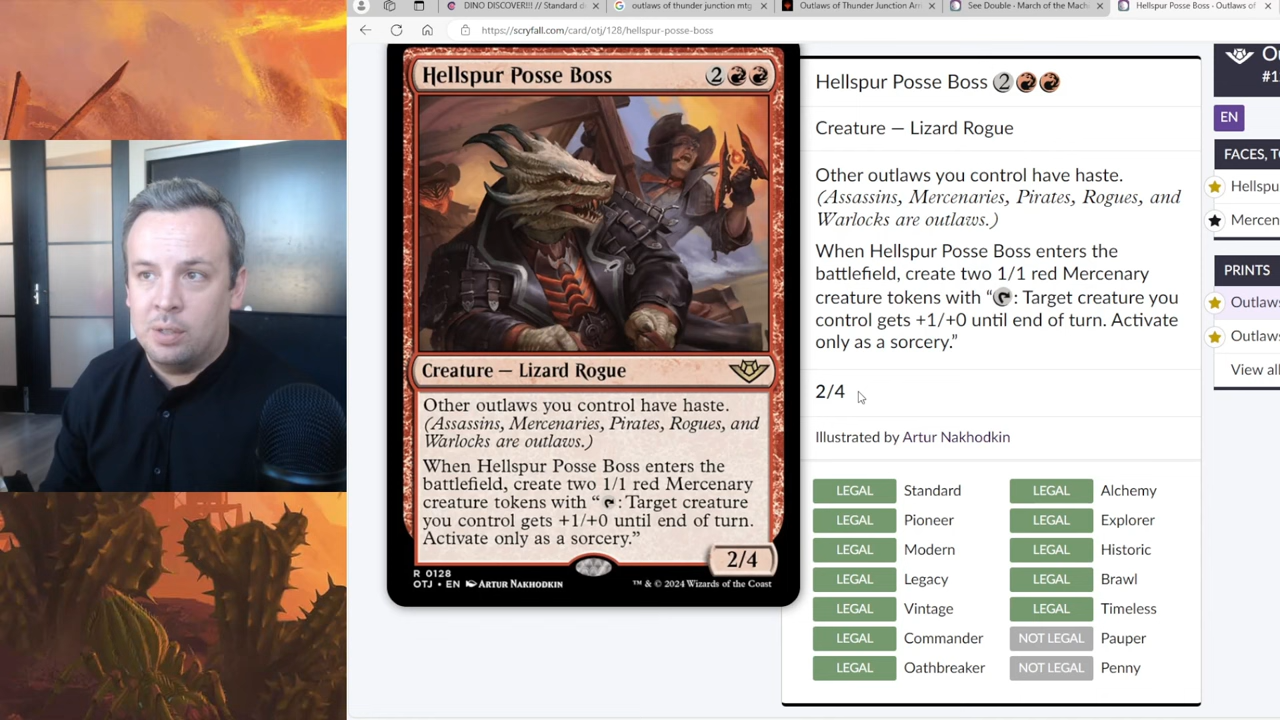 DINO DISCOVER!!! // Standard d
outlaws of thunder junction mtg
Outlaws of Thunder Junction Ar
See Double - March of the Mach
Hellspur Posse Boss - Outlaws of
https://scryfall.com/card/otj/128/hellspur-posse-boss
Hellspur Posse Boss 2
Creature — Lizard Rogue
Other outlaws you control have haste.
(Assassins, Mercenaries, Pirates, Rogues, and
Warlocks are outlaws.)
When Hellspur Posse Boss enters the
battlefield, create two 1/1 red Mercenary
creature tokens with “ : Target creature
you control gets +1/+0 until end of turn.
Activate only as a sorcery.”
2/4
R 0128
OTJ • EN ARTUR NAKHODKIN
™ & © 2024 Wizards of the Coast
Hellspur Posse Boss 2
Creature — Lizard Rogue
Other outlaws you control have haste.
(Assassins, Mercenaries, Pirates, Rogues, and
Warlocks are outlaws.)
When Hellspur Posse Boss enters the
battlefield, create two 1/1 red Mercenary
creature tokens with “ : Target creature you
control gets +1/+0 until end of turn. Activate
only as a sorcery.”
2/4
Illustrated by Artur Nakhodkin
LEGAL Standard LEGAL Alchemy
LEGAL Pioneer LEGAL Explorer
LEGAL Modern LEGAL Historic
LEGAL Legacy LEGAL Brawl
LEGAL Vintage LEGAL Timeless
LEGAL Commander NOT LEGAL Pauper
LEGAL Oathbreaker NOT LEGAL Penny
Ou
#1
EN
FACES, TO
Hellspu
Mercen
PRINTS
Outlaws
Outlaws
View all